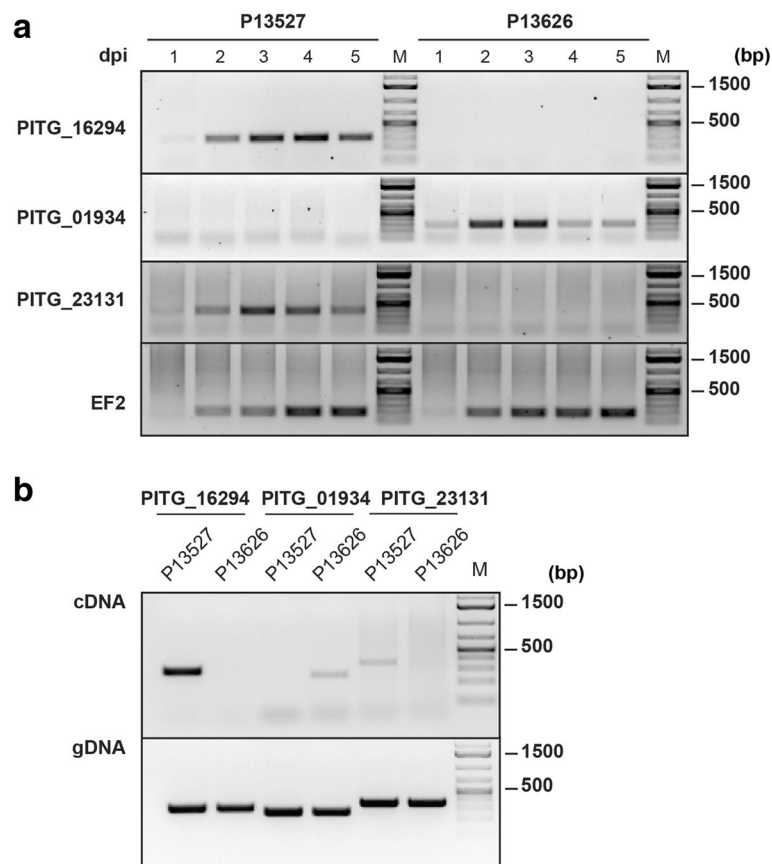 a
P13527 P13626
dpi 1 2 3 4 5 M 1 2 3 4 5 M (bp)
PITG_16294
1500
500
PITG_01934
1500
500
PITG_23131
1500
500
EF2
1500
500
b
PITG_16294 PITG_01934 PITG_23131
P13527 P13626 P13527 P13626 P13527 P13626 M (bp)
cDNA
1500
500
gDNA
1500
500